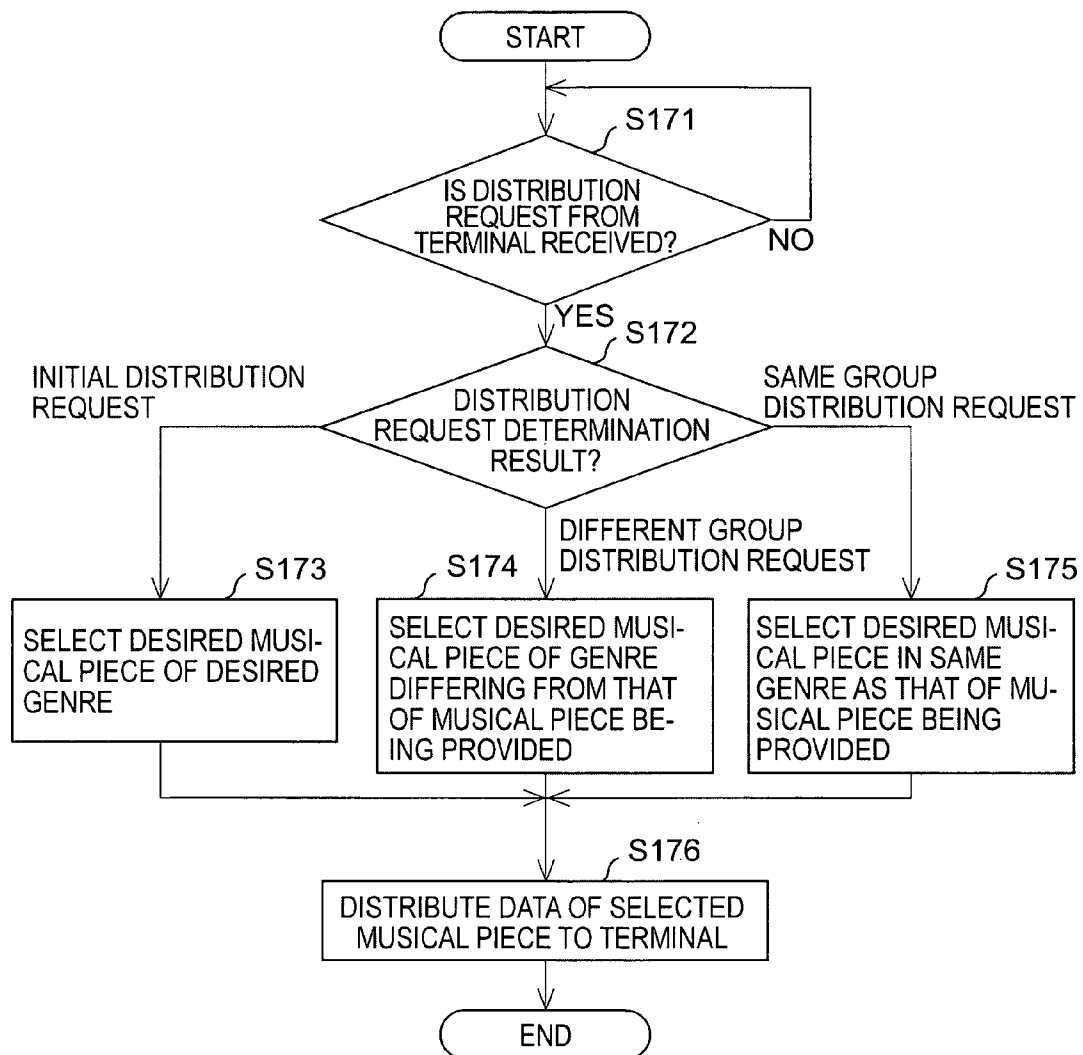 START
S171
IS DISTRIBUTION
REQUEST FROM
TERMINAL RECEIVED?
NO
YES
S172
INITIAL DISTRIBUTION
REQUEST
DISTRIBUTION
REQUEST DETERMINATION
RESULT?
SAME GROUP
DISTRIBUTION REQUEST
DIFFERENT GROUP
DISTRIBUTION REQUEST
S173
SELECT DESIRED MUSI-
CAL PIECE OF DESIRED
GENRE
S174
SELECT DESIRED MUSI-
CAL PIECE OF GENRE
DIFFERING FROM THAT
OF MUSICAL PIECE BE-
ING PROVIDED
S175
SELECT DESIRED MUSI-
CAL PIECE IN SAME
GENRE AS THAT OF MU-
SICAL PIECE BEING
PROVIDED
S176
DISTRIBUTE DATA OF SELECTED
MUSICAL PIECE TO TERMINAL
END